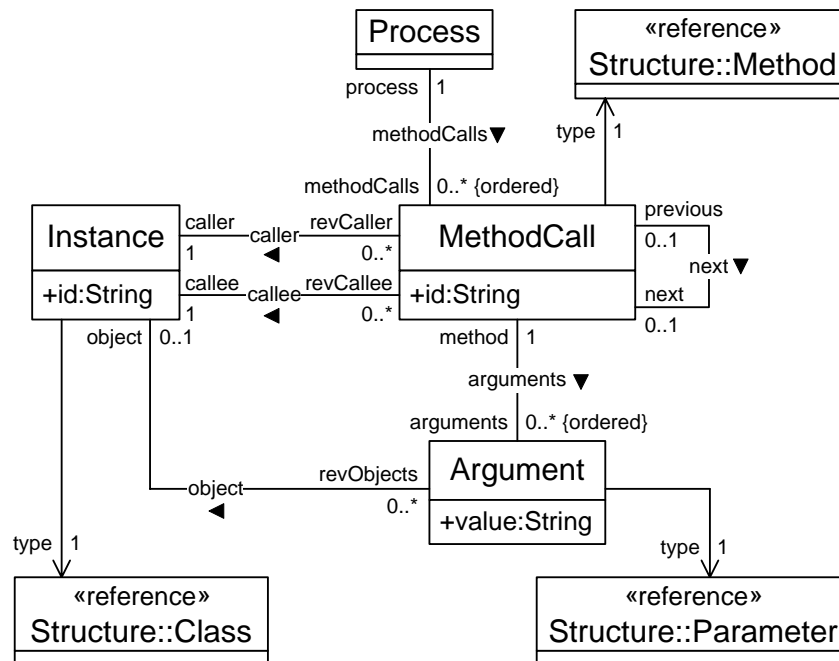 Process
«reference»
Structure::Method
process 1
methodCalls▼
type 1
methodCalls 0..* {ordered}
Instance
+id:String
caller
1
caller
◀
revCaller
0..*
callee
1
callee
◀
revCallee
0..*
MethodCall
+id:String
previous
0..1
next ▼
next
0..1
object 0..1
method 1
arguments ▼
arguments 0..* {ordered}
Argument
+value:String
object
◀
revObjects
0..*
type 1
type 1
«reference»
Structure::Class
«reference»
Structure::Parameter